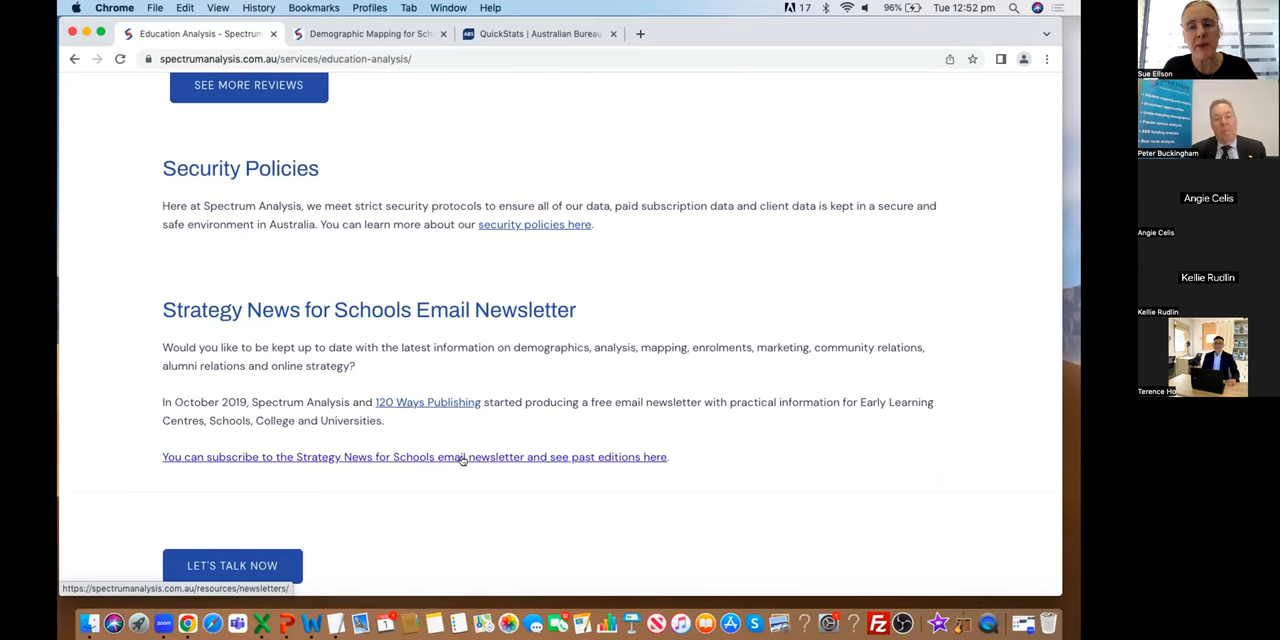 Chrome File Edit View History Bookmarks Profiles Tab Window Help
17 96% Tue 12:52 pm
Education Analysis - Spectrum
Demographic Mapping for Sch
ABS QuickStats | Australian Bureau
spectrumanalysis.com.au/services/education-analysis/
SEE MORE REVIEWS
Security Policies
Here at Spectrum Analysis, we meet strict security protocols to ensure all of our data, paid subscription data and client data is kept in a secure and
safe environment in Australia. You can learn more about our security policies here.
Strategy News for Schools Email Newsletter
Would you like to be kept up to date with the latest information on demographics, analysis, mapping, enrolments, marketing, community relations,
alumni relations and online strategy?
In October 2019, Spectrum Analysis and 120 Ways Publishing started producing a free email newsletter with practical information for Early Learning
Centres, Schools, College and Universities.
You can subscribe to the Strategy News for Schools email newsletter and see past editions here.
LET'S TALK NOW
https://spectrumanalysis.com.au/resources/newsletters/
zoom
Sue Ellson
Peter Buckingham
Angie Celis
Angie Celis
Kellie Rudlin
Kellie Rudlin
Terence Ho